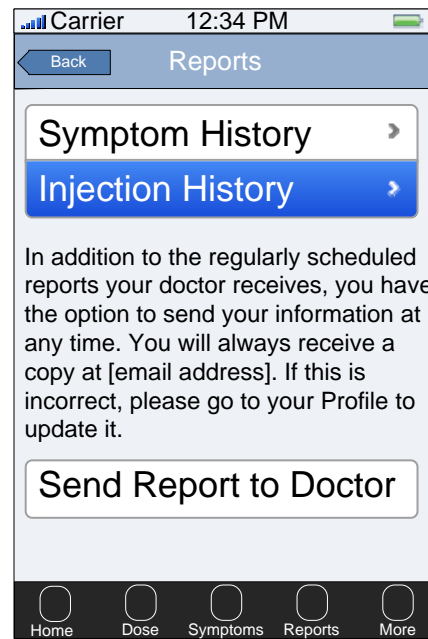 Carrier 12:34 PM
Back Reports
Symptom History
Injection History
In addition to the regularly scheduled
reports your doctor receives, you have
the option to send your information at
any time. You will always receive a
copy at [email address]. If this is
incorrect, please go to your Profile to
update it.
Send Report to Doctor
Home Dose Symptoms Reports More